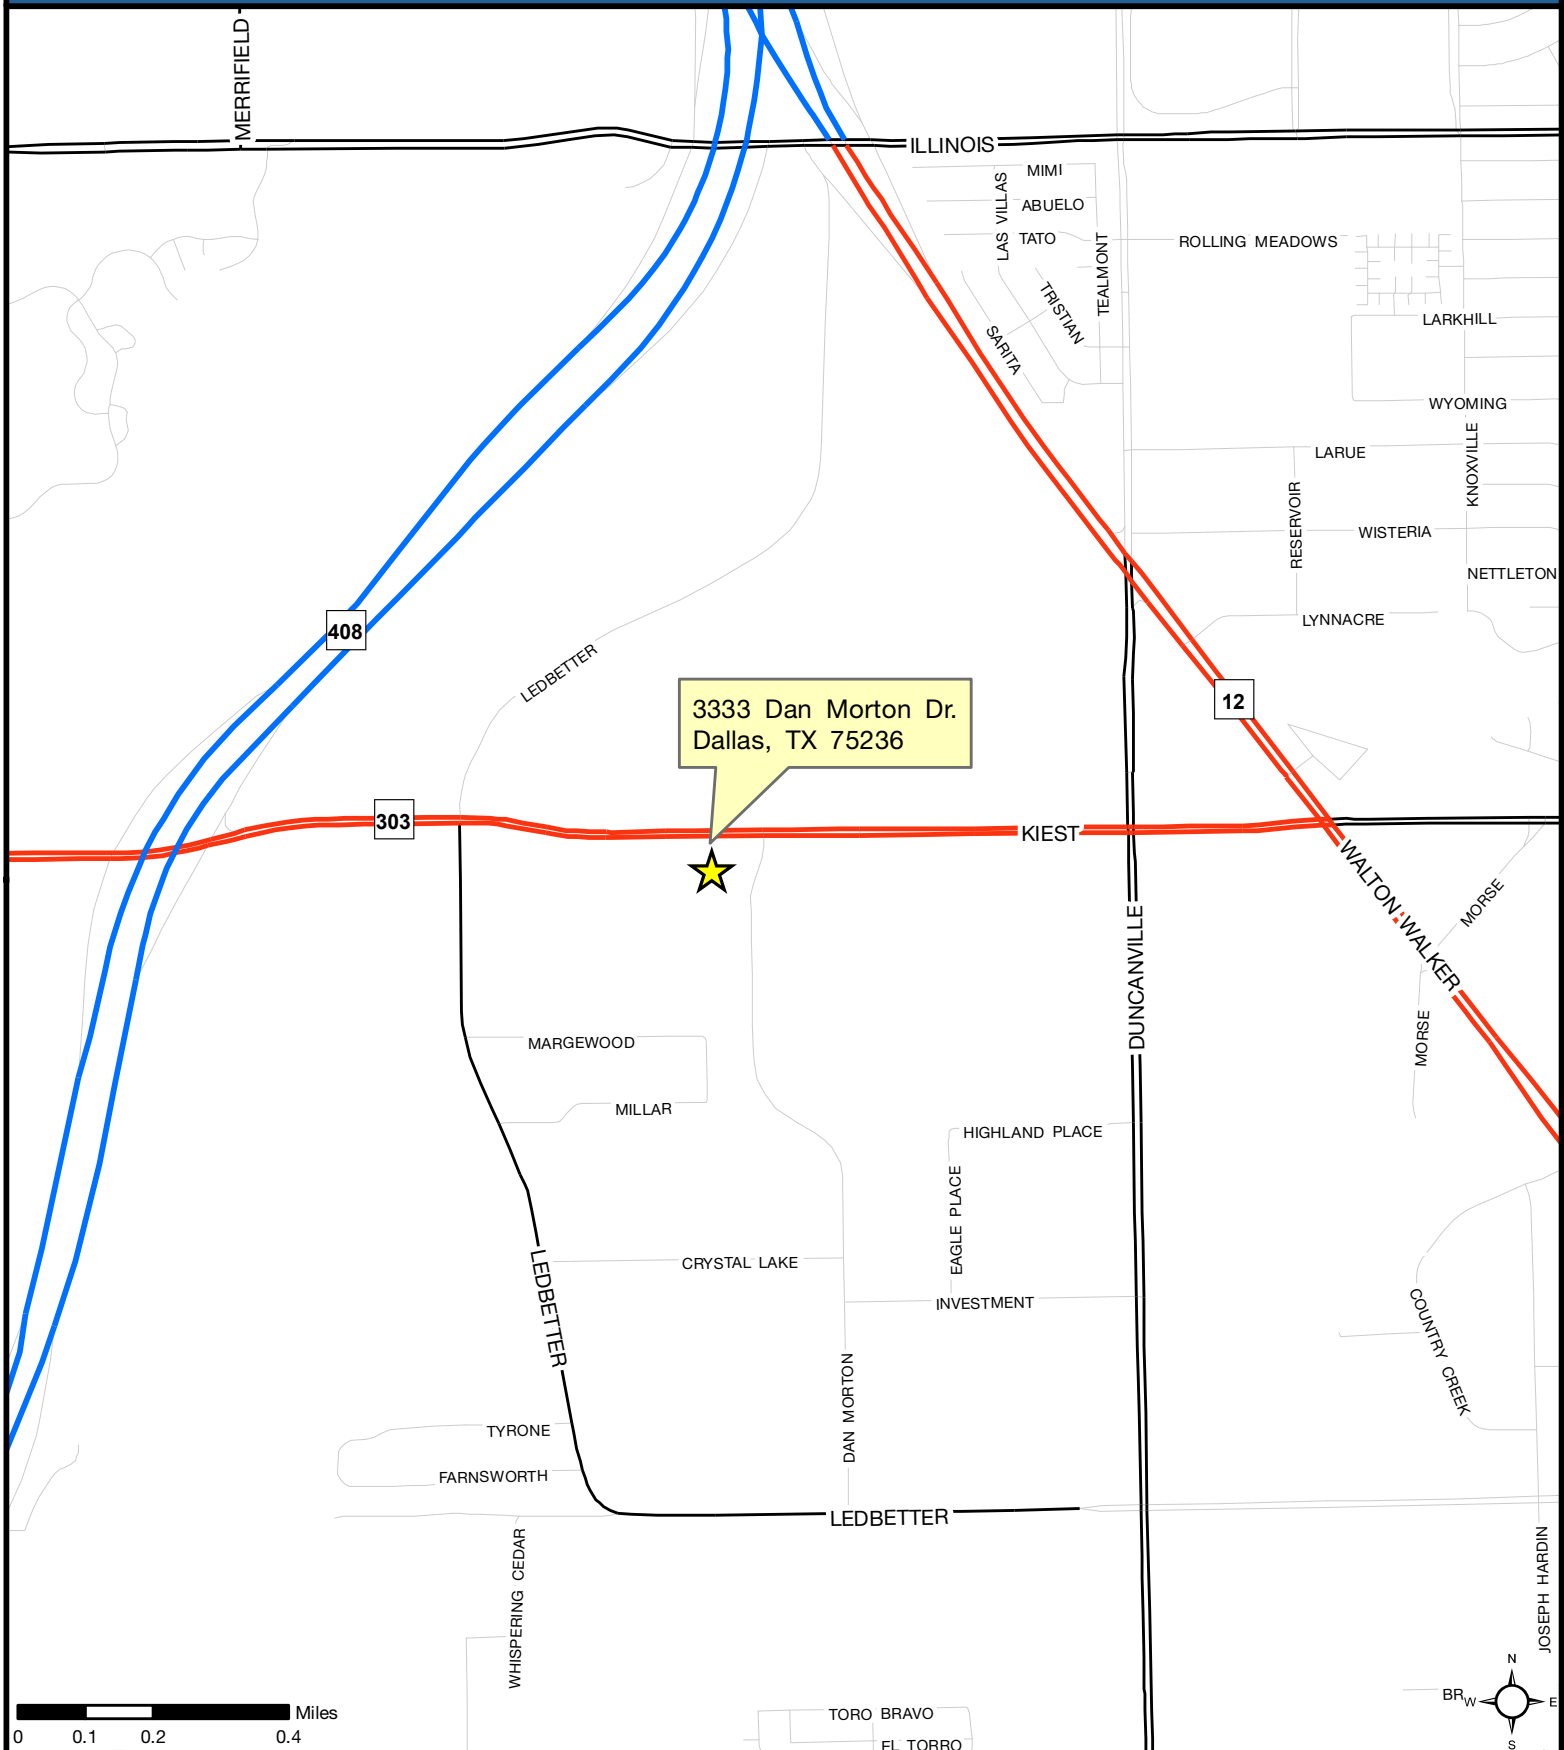 MERRIFIELD
ILLINOIS
MIMI
LAS VILLAS
ABUELO
TATO
TEALMONT
ROLLING MEADOWS
TRISTIAN
SARITA
LARKHILL
WYOMING
KNOXVILLE
LARUE
RESERVOIR
WISTERIA
NETTLETON
LYNNACRE
408
LEDBETTER
3333 Dan Morton Dr.
Dallas, TX 75236
12
303
KIEST
WALTON WALKER
MORSE
DUNCANVILLE
MORSE
MARGEWOOD
MILLAR
HIGHLAND PLACE
EAGLE PLACE
LEDBETTER
CRYSTAL LAKE
INVESTMENT
COUNTRY CREEK
DAN MORTON
TYRONE
FARNSWORTH
LEDBETTER
WHISPERING CEDAR
JOSEPH HARDIN
N
BR
W
E
S
Miles
0 0.1 0.2 0.4
TORO BRAVO
EL TORRO